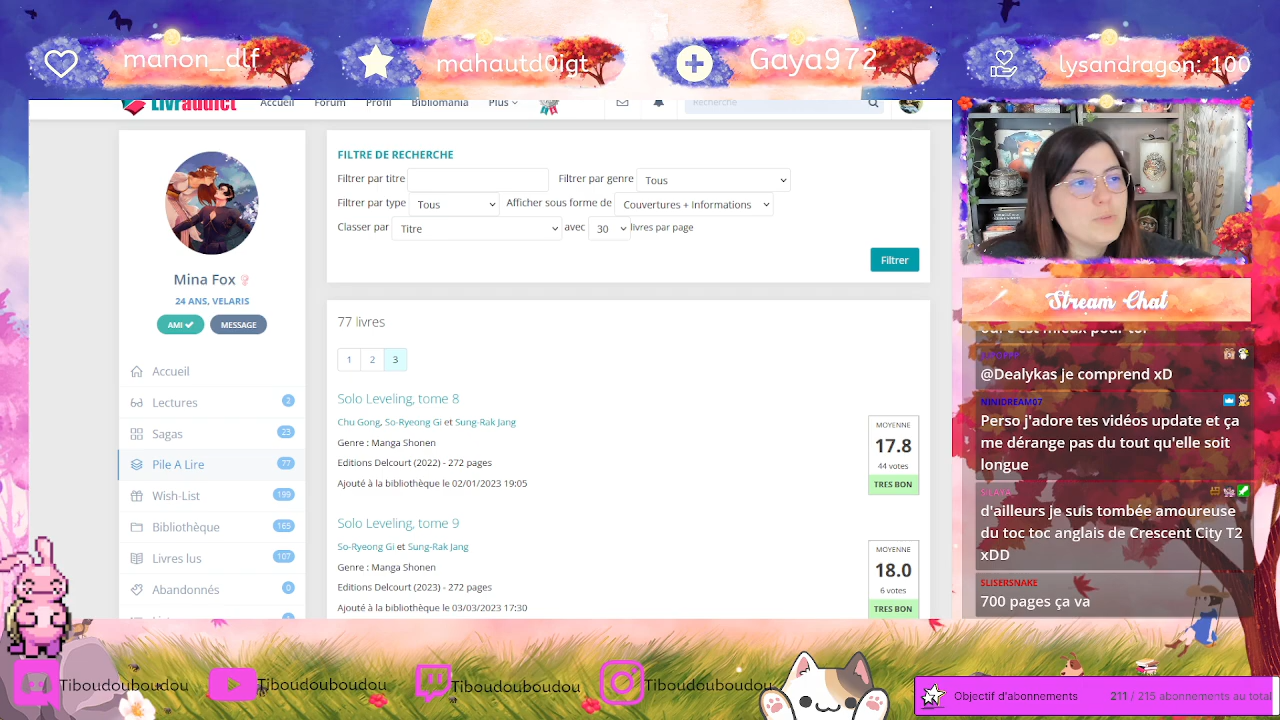 manon_dlf
mahautd0igt
Gaya972
lysandragon: 100
Livraddict
Accueil
Forum
Profil
Bibliomania
Plus
Recherche
FILTRE DE RECHERCHE
Filtrer par titre
Filtrer par genre Tous
Filtrer par type Tous Afficher sous forme de Couvertures + Informations
Classer par Titre avec 30 livres par page
Filtrer
Mina Fox
24 ANS, VELARIS
AMI
MESSAGE
Accueil
Lectures 2
Sagas 23
Pile A Lire 77
Wish-List 199
Bibliothèque 165
Livres lus 107
Abandonnés 0
77 livres
1 2 3
Solo Leveling, tome 8
Chu Gong, So-Ryeong Gi et Sung-Rak Jang
Genre : Manga Shonen
Editions Delcourt (2022) - 272 pages
Ajouté à la bibliothèque le 02/01/2023 19:05
MOYENNE
17.8
44 votes
TRES BON
Solo Leveling, tome 9
So-Ryeong Gi et Sung-Rak Jang
Genre : Manga Shonen
Editions Delcourt (2023) - 272 pages
Ajouté à la bibliothèque le 03/03/2023 17:30
MOYENNE
18.0
6 votes
TRES BON
Stream Chat
@Dealykas je comprend xD
NINIDREAM07
Perso j'adore tes vidéos update et ça
me dérange pas du tout qu'elle soit
longue
d'ailleurs je suis tombée amoureuse
du toc toc anglais de Crescent City T2
xDD
SLISERSNAKE
700 pages ça va
Tiboudouboudou
Tiboudouboudou
Tiboudouboudou
Tiboudouboudou
Objectif d'abonnements
211 / 215 abonnements au total